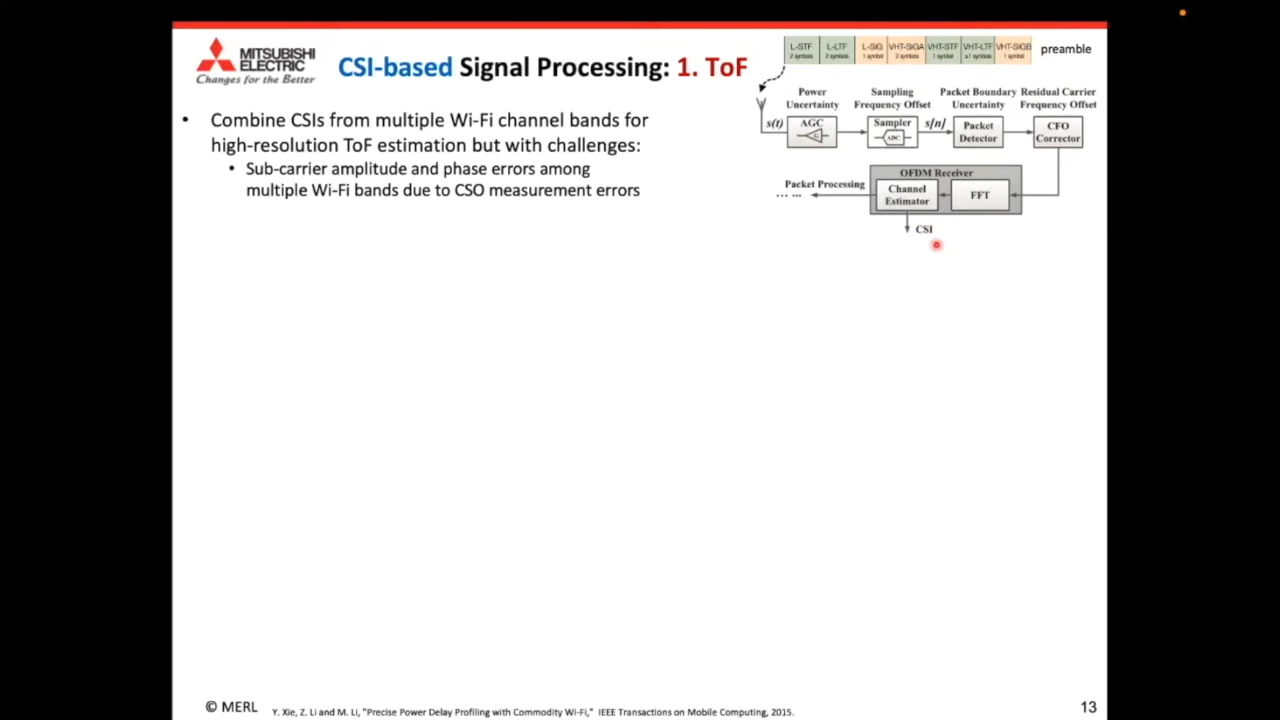 MITSUBISHI
ELECTRIC
Changes for the Better
CSI-based Signal Processing: 1. ToF
L-STF L-LTF L-SIG VHT-SIGA VHT-STF VHT-LTF VHT-SIGB preamble
2 symbols 2 symbols 1 symbol 2 symbols 1 symbol ≥1 symbols 1 symbol
• Combine CSIs from multiple Wi-Fi channel bands for
high-resolution ToF estimation but with challenges:
• Sub-carrier amplitude and phase errors among
multiple Wi-Fi bands due to CSO measurement errors
Power Sampling Packet Boundary Residual Carrier
Uncertainty Frequency Offset Uncertainty Frequency Offset
s(t) AGC Sampler s[n] Packet CFO
G ADC Detector Corrector
OFDM Receiver
Packet Processing Channel FFT
... ... Estimator
CSI
© MERL
Y. Xie, Z. Li and M. Li, "Precise Power Delay Profiling with Commodity Wi-Fi," IEEE Transactions on Mobile Computing, 2015.
13